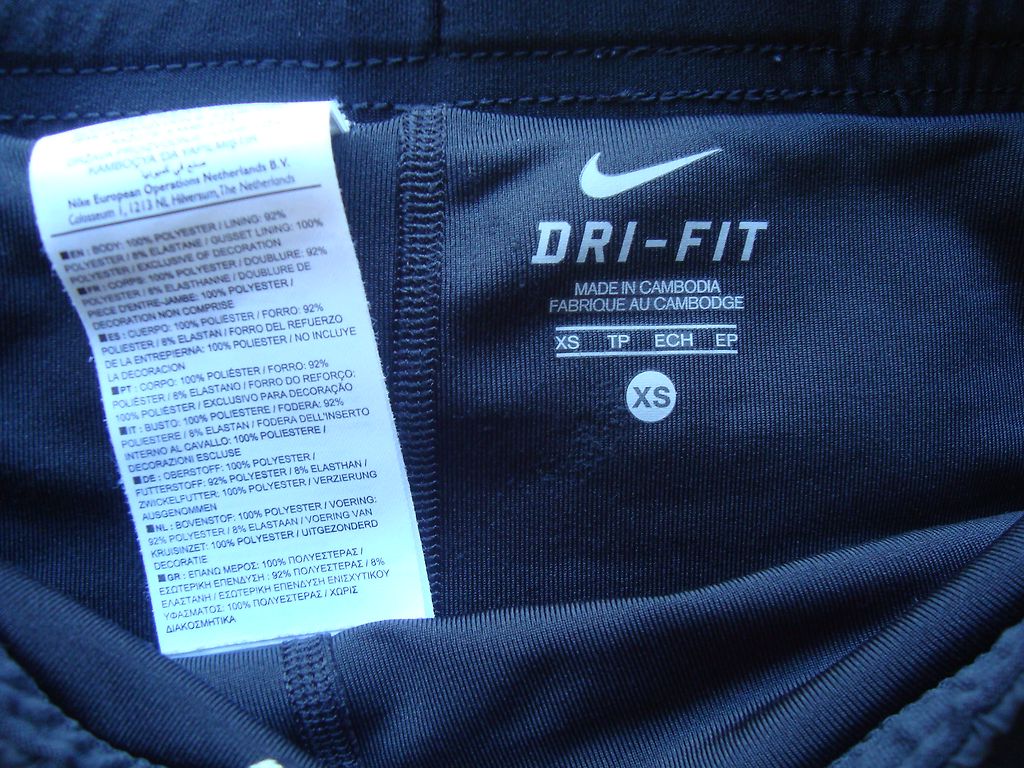 KAMBOÇYA'DA YAPILMIŞTIR
Nike European Operations Netherlands B.V.
Colosseum 1, 1213 NL Hilversum, The Netherlands
■EN : BODY: 100% POLYESTER / LINING: 92%
POLYESTER / 8% ELASTANE / GUSSET LINING: 100%
POLYESTER / EXCLUSIVE OF DECORATION
■FR : CORPS: 100% POLYESTER / DOUBLURE: 92%
POLYESTER / 8% ELASTHANNE / DOUBLURE DE
PIECE D'ENTRE-JAMBE: 100% POLYESTER /
DECORATION NON COMPRISE
■ES : CUERPO: 100% POLIÉSTER / FORRO: 92%
POLIÉSTER / 8% ELASTAN / FORRO DEL REFUERZO
DE LA ENTREPIERNA: 100% POLIESTER / NO INCLUYE
LA DECORACION
■PT : CORPO: 100% POLIÉSTER / FORRO: 92%
POLIÉSTER / 8% ELASTANO / FORRO DO REFORÇO:
100% POLIÉSTER / EXCLUSIVO PARA DECORAÇÃO
■IT : BUSTO: 100% POLIESTERE / FODERA: 92%
POLIESTERE / 8% ELASTAN / FODERA DELL'INSERTO
INTERNO AL CAVALLO: 100% POLIESTERE /
DECORAZIONI ESCLUSE
■DE : OBERSTOFF: 100% POLYESTER /
FUTTERSTOFF: 92% POLYESTER / 8% ELASTHAN /
ZWICKELFUTTER: 100% POLYESTER / VERZIERUNG
AUSGENOMMEN
■NL : BOVENSTOF: 100% POLYESTER / VOERING:
92% POLYESTER / 8% ELASTAAN / VOERING VAN
KRUISINZET: 100% POLYESTER / UITGEZONDERD
DECORATIE
■GR : ΕΠΑΝΩ ΜΕΡΟΣ: 100% ΠΟΛΥΕΣΤΕΡΑΣ /
ΕΣΩΤΕΡΙΚΗ ΕΠΕΝΔΥΣΗ : 92% ΠΟΛΥΕΣΤΕΡΑΣ / 8%
ΕΛΑΣΤΑΝΗ / ΕΣΩΤΕΡΙΚΗ ΕΠΕΝΔΥΣΗ ΕΝΙΣΧΥΤΙΚΟΥ
ΥΦΑΣΜΑΤΟΣ: 100% ΠΟΛΥΕΣΤΕΡΑΣ / ΧΩΡΙΣ
ΔΙΑΚΟΣΜΗΤΙΚΑ
DRI-FIT
MADE IN CAMBODIA
FABRIQUE AU CAMBODGE
XS TP ECH EP
XS